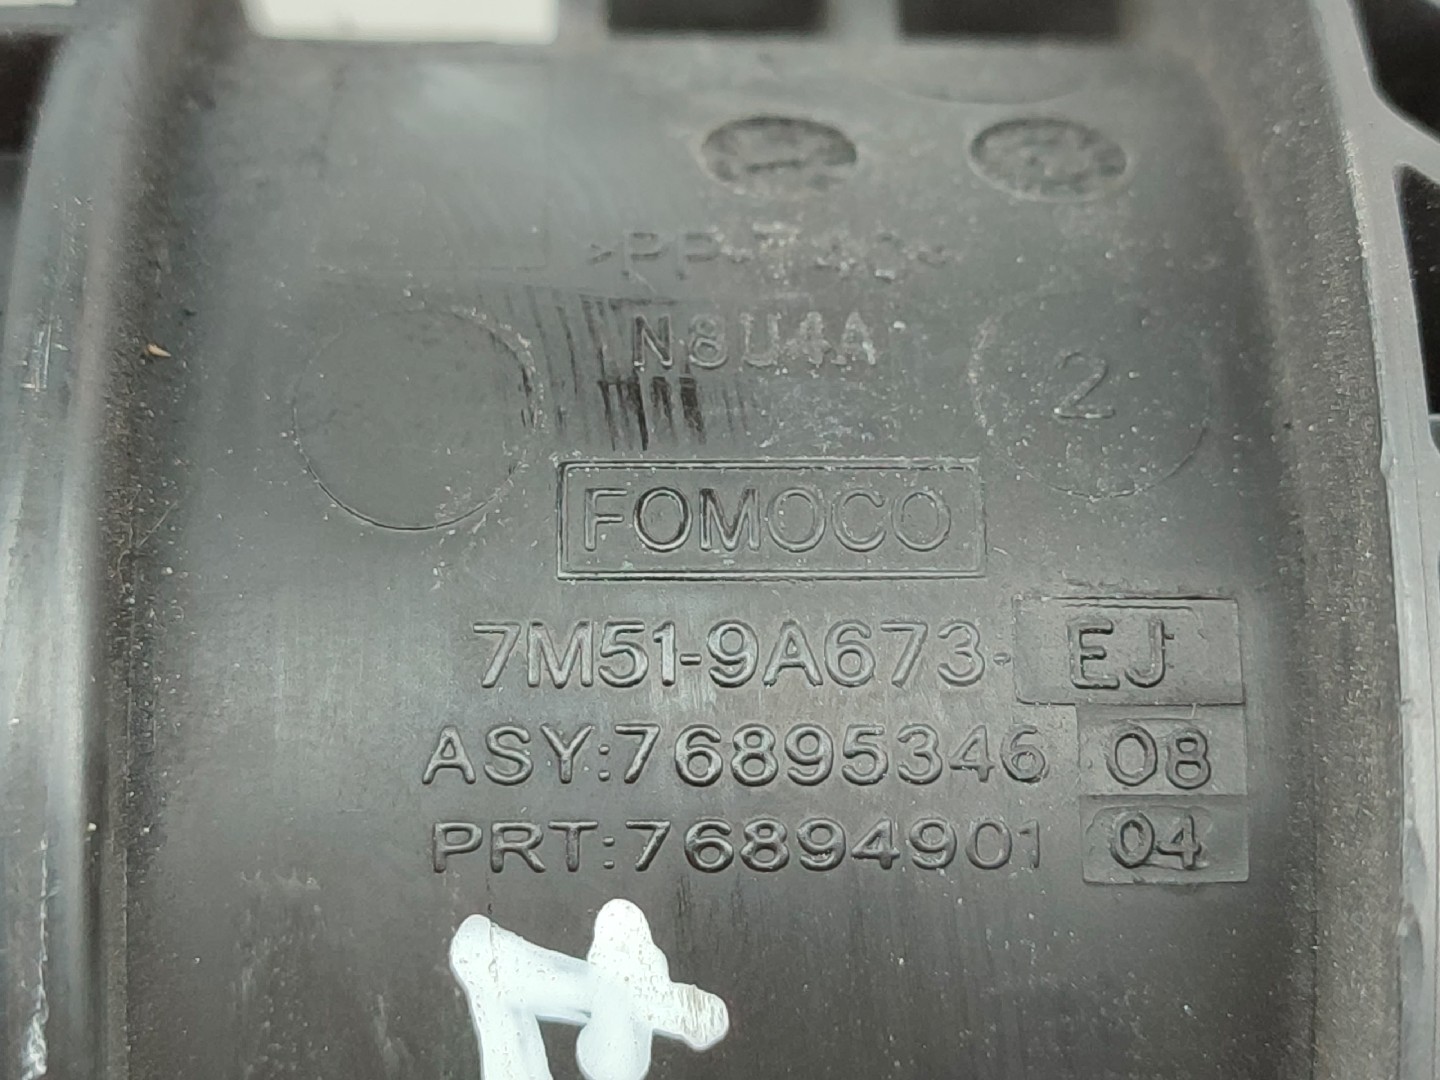 N8U4A
2
FOMOCO
7M51-9A673-EJ
ASY:76895346 08
PRT:76894901 04